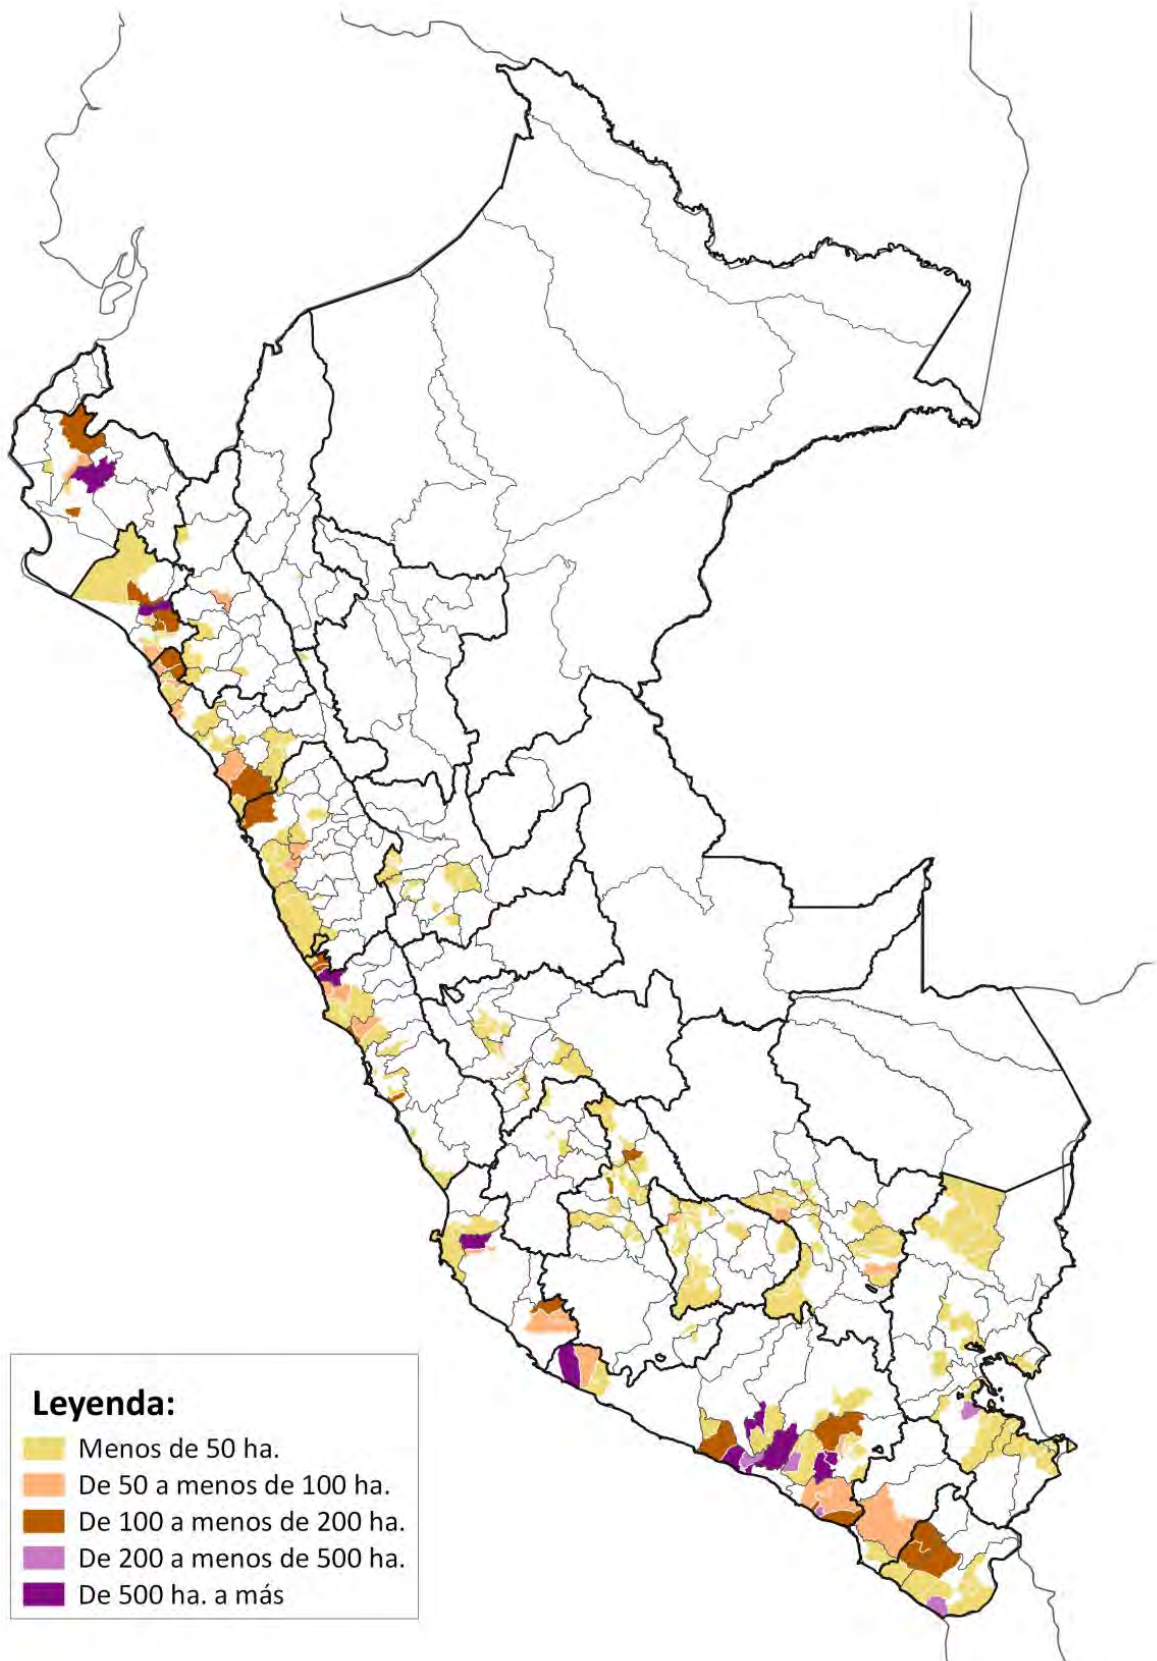 Leyenda:
Menos de 50 ha.
De 50 a menos de 100 ha.
De 100 a menos de 200 ha.
De 200 a menos de 500 ha.
De 500 ha. a más